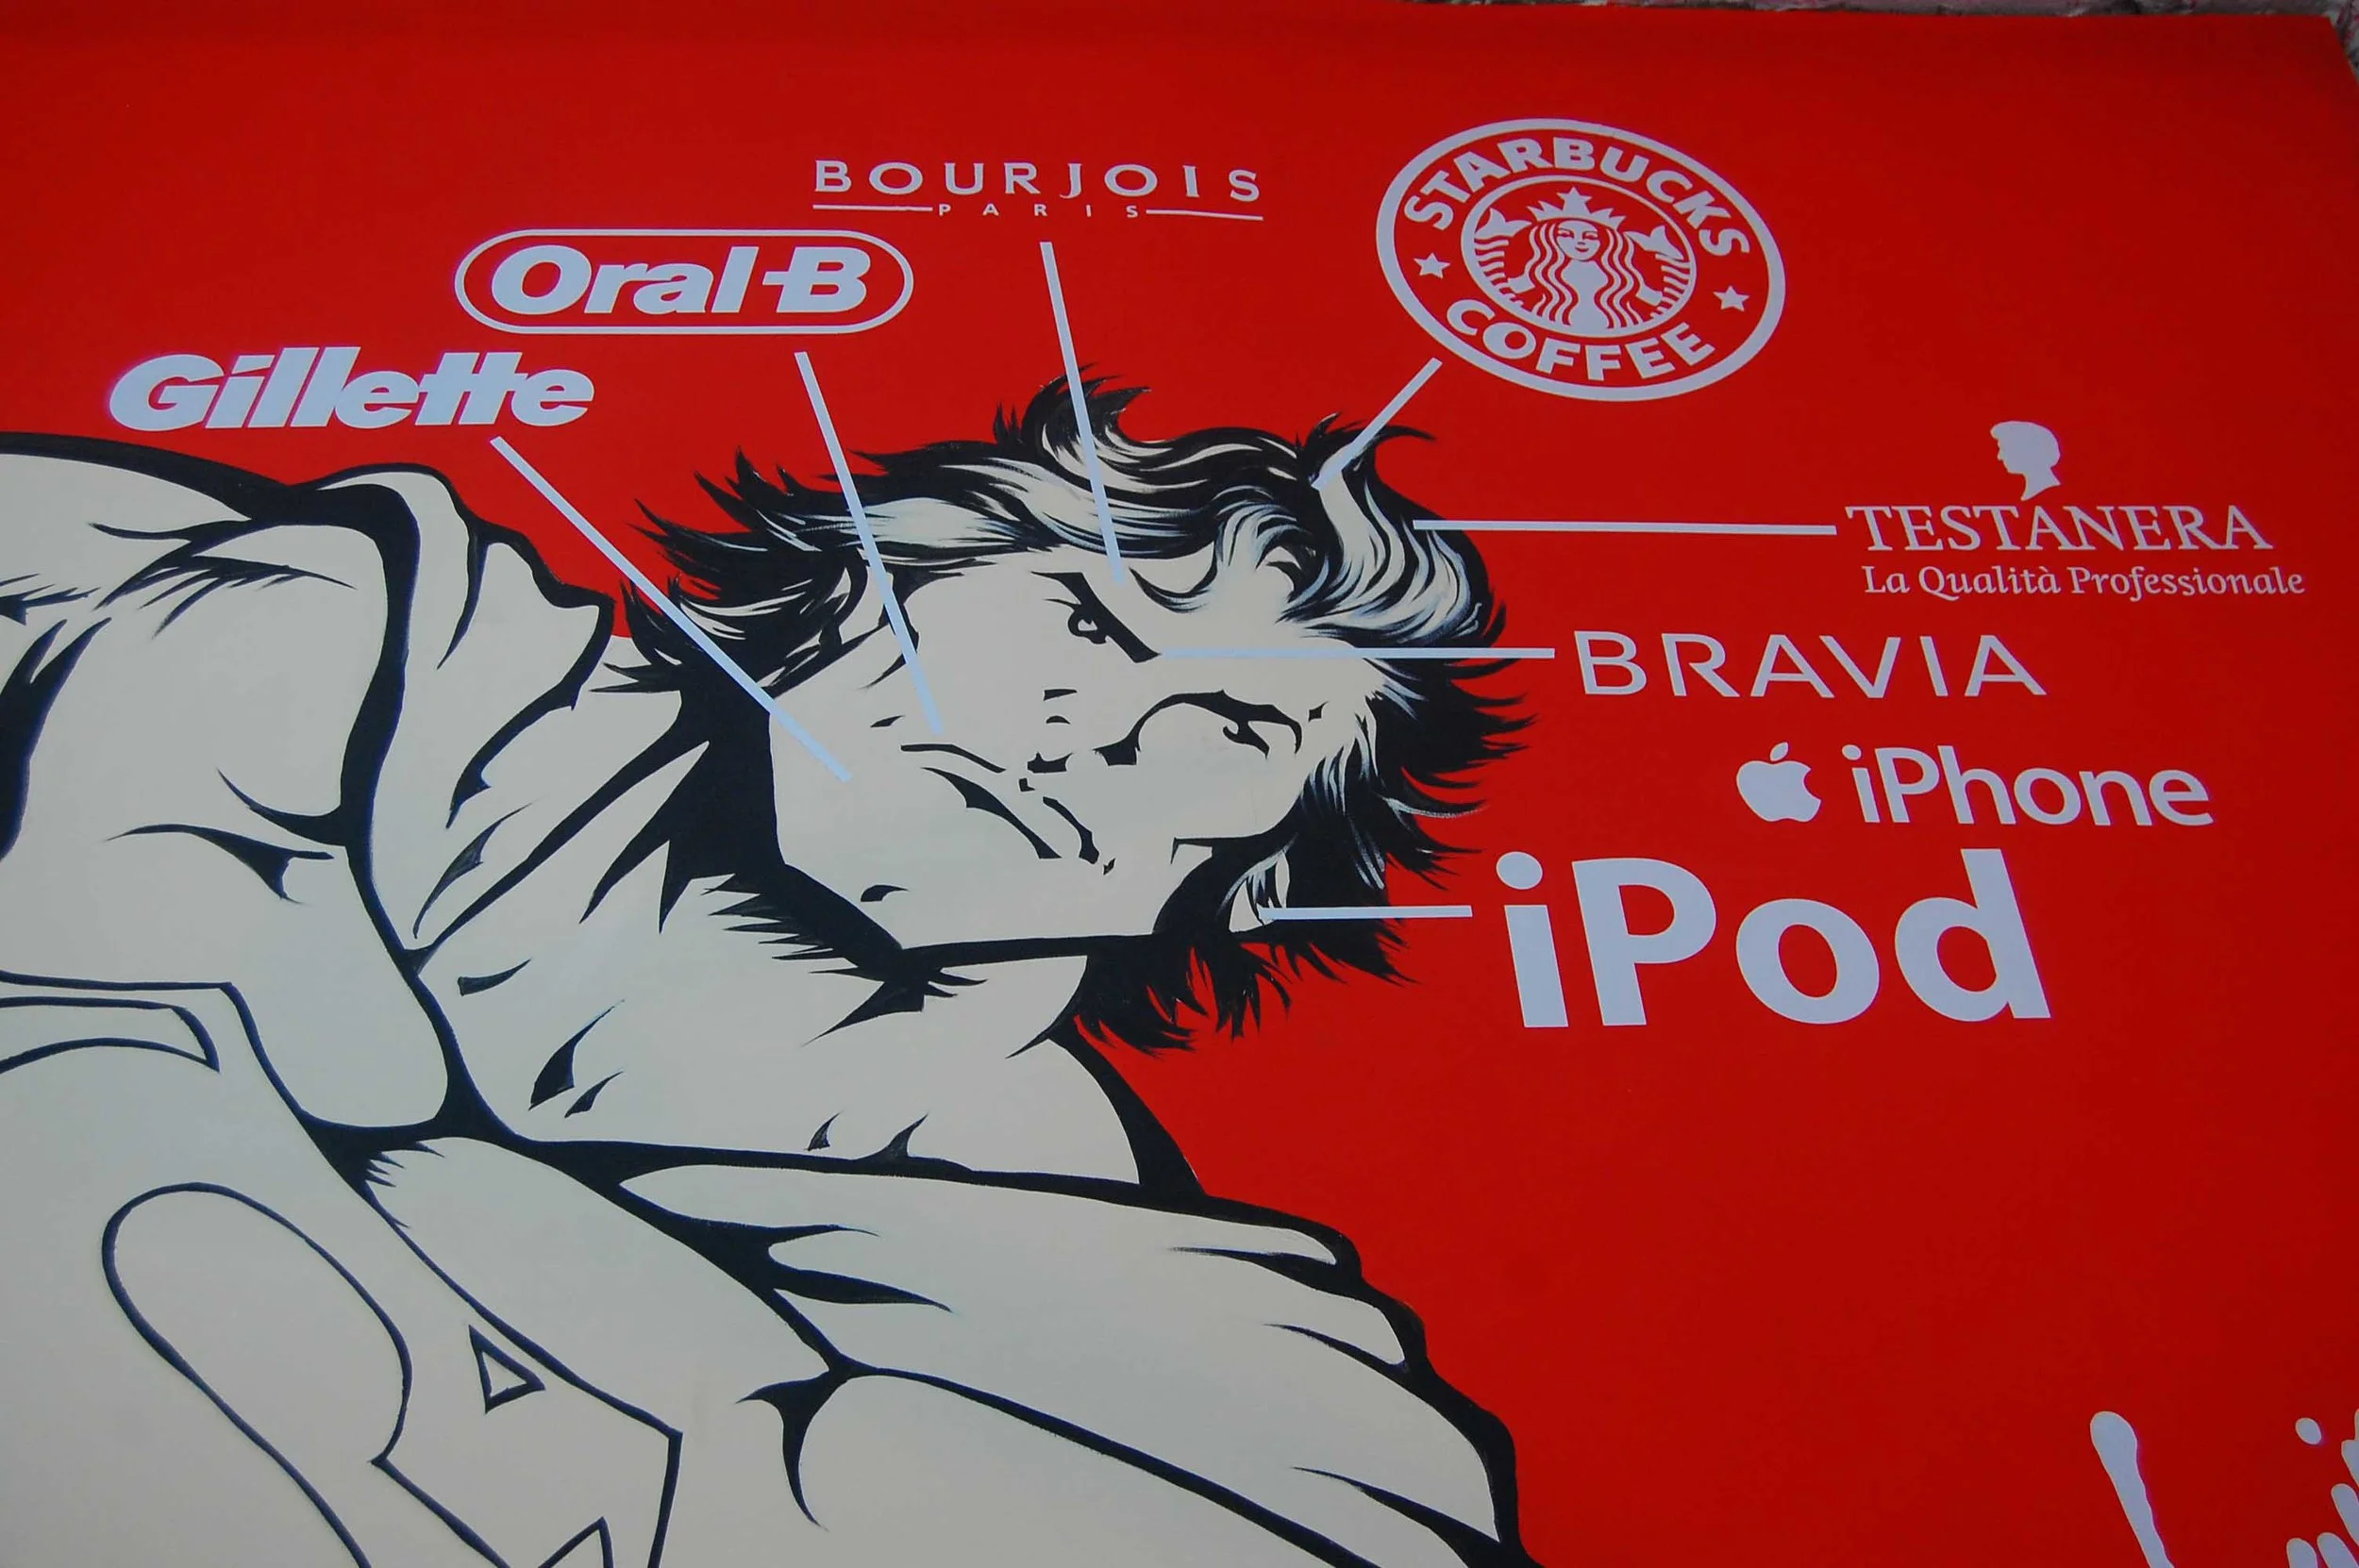 BOURJOIS
PARIS
STARBUCKS
COFFEE
Oral-B
Gillette
TESTANERA
La Qualità Professionale
BRAVIA
iPhone
iPod